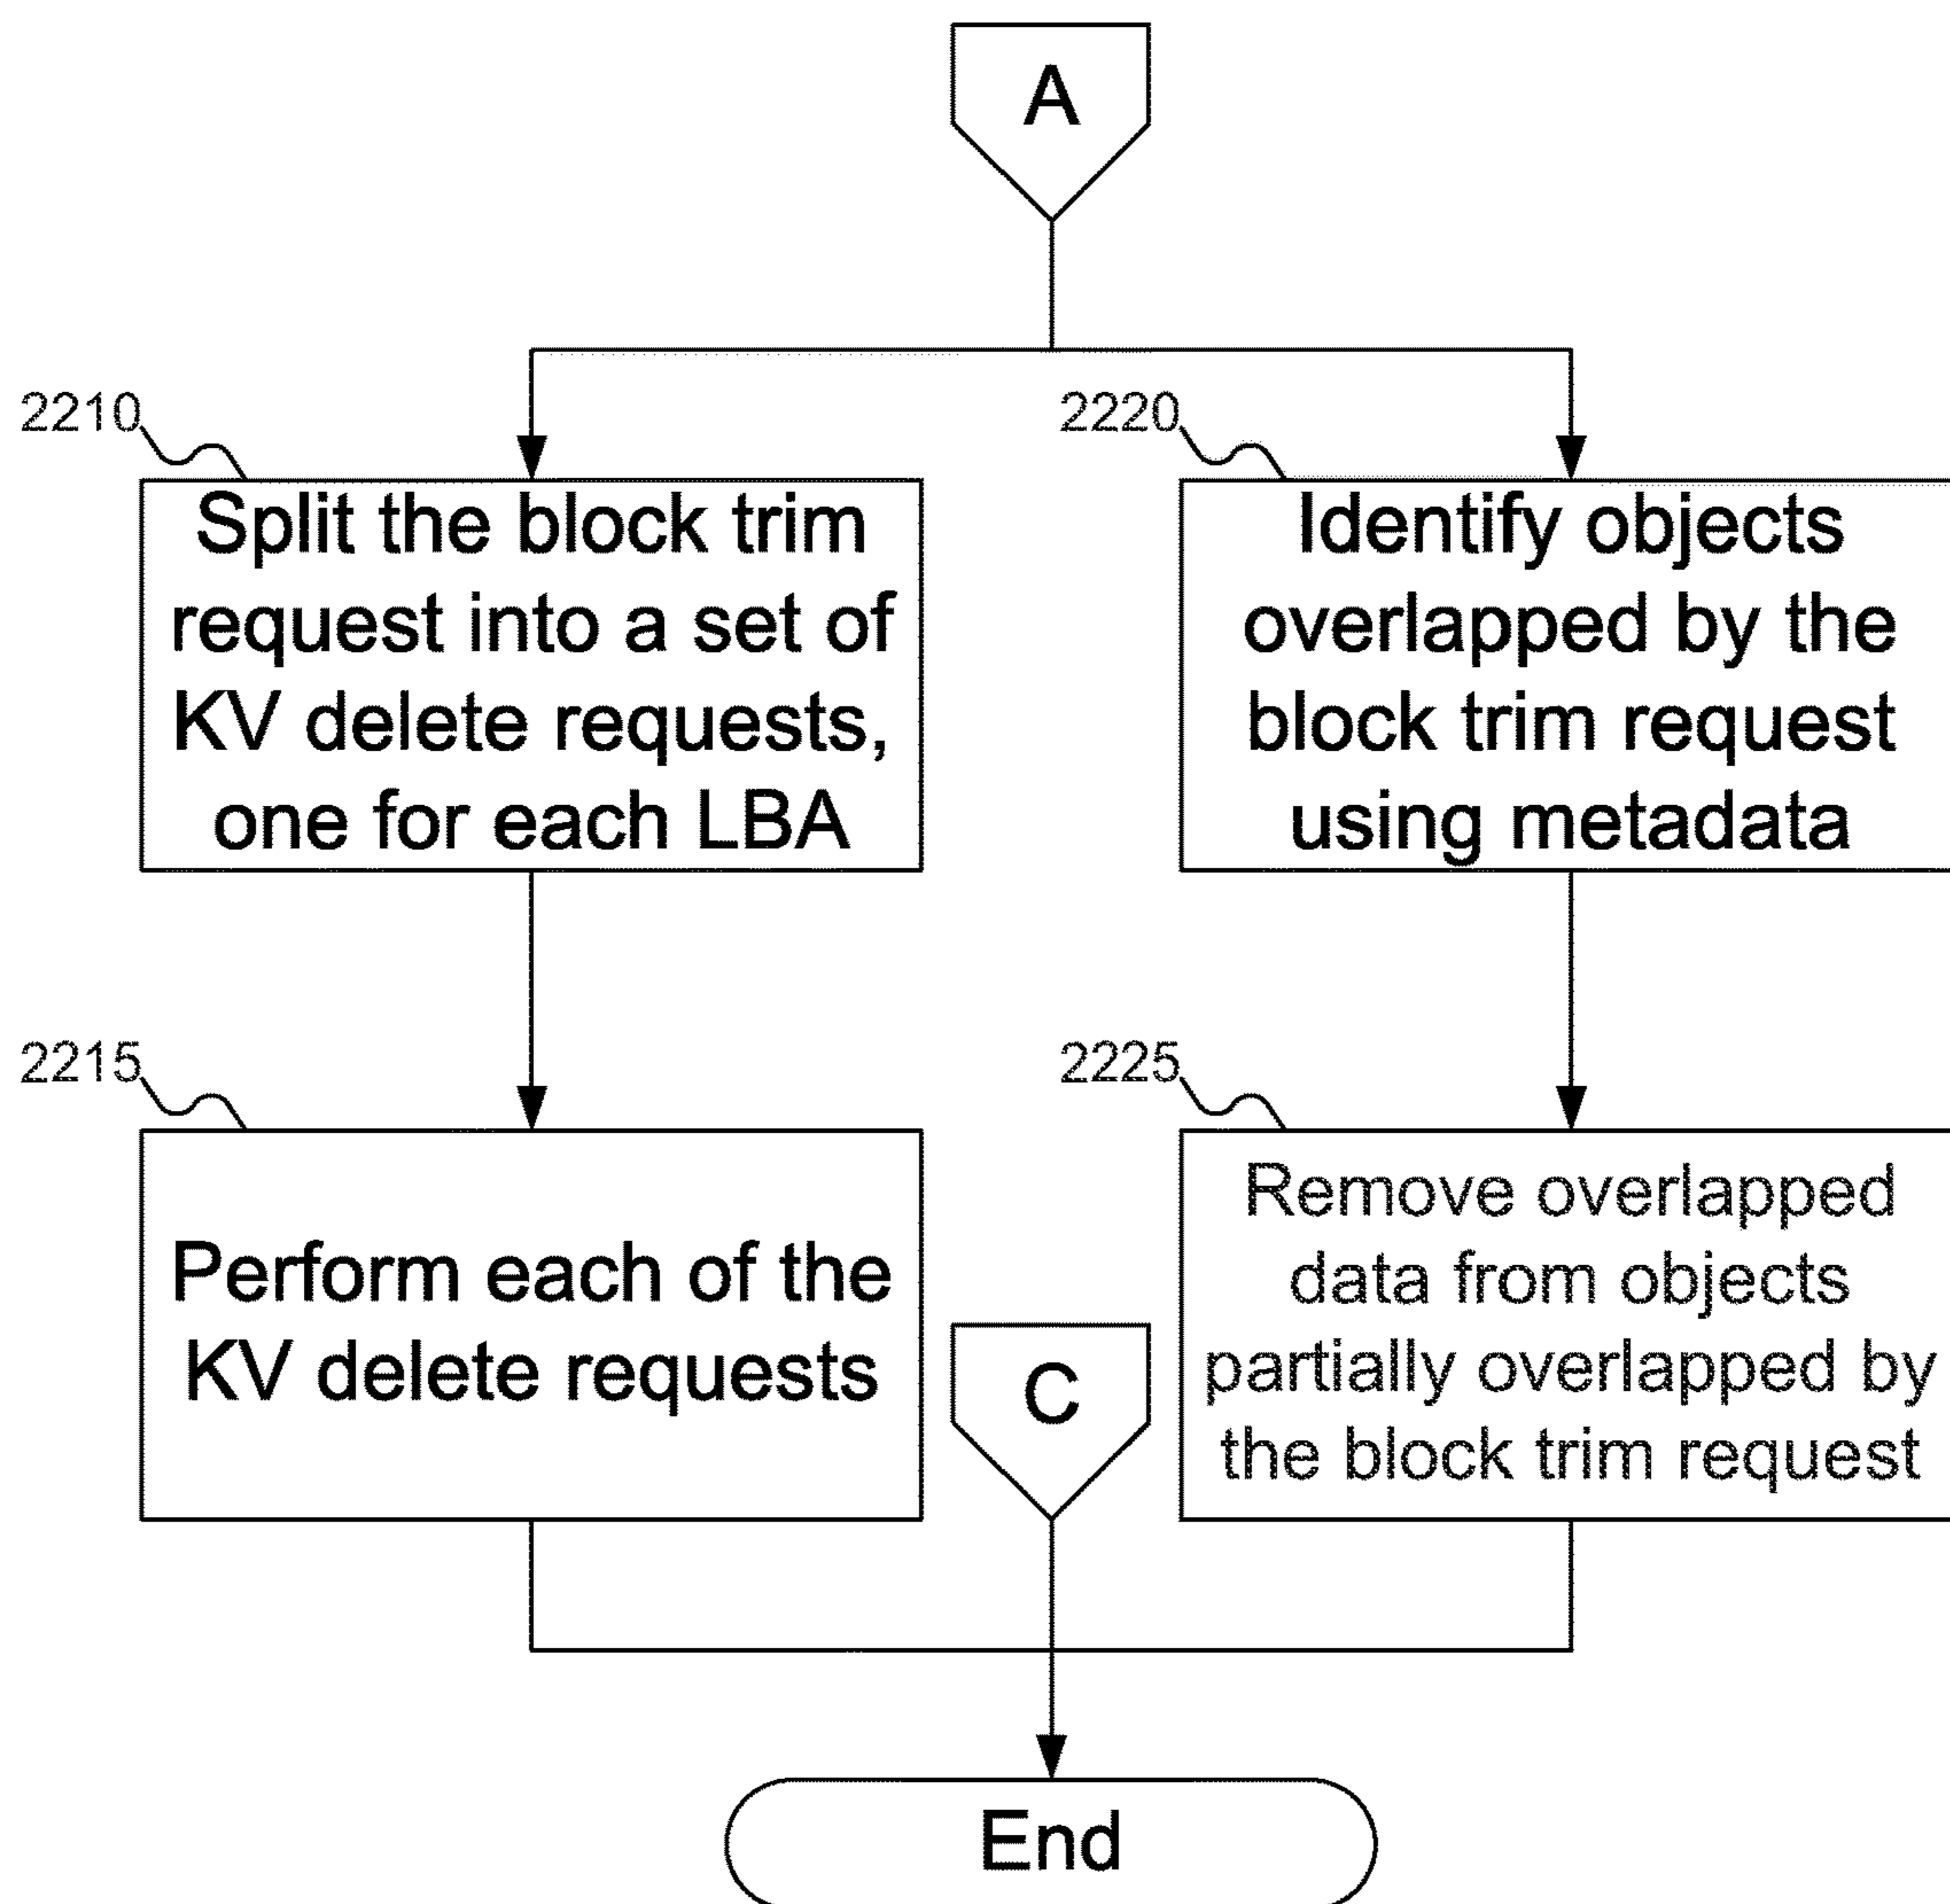 A
2210
Split the block trim
request into a set of
KV delete requests,
one for each LBA
2220
Identify objects
overlapped by the
block trim request
using metadata
2215
Perform each of the
KV delete requests
C
2225
Remove overlapped
data from objects
partially overlapped by
the block trim request
End